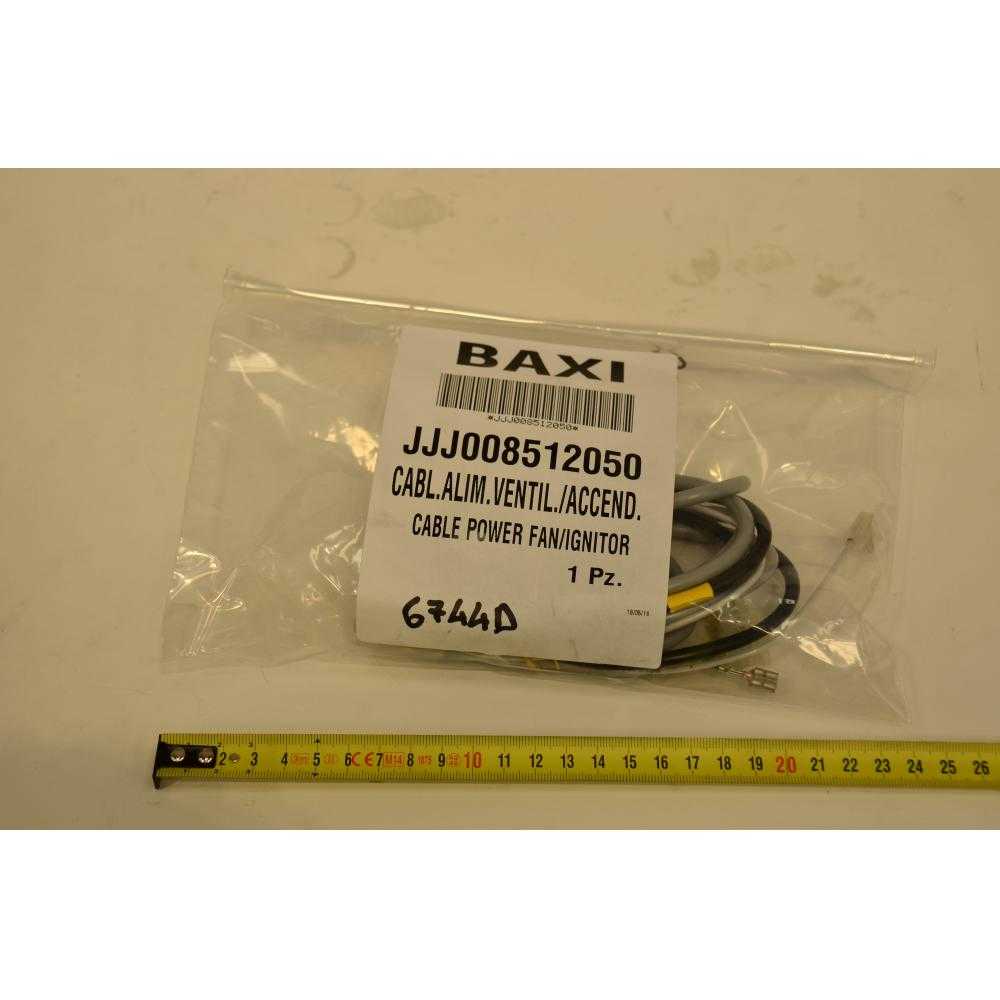 BAXI
*JJJ008512050*
JJJ008512050
CABL.ALIM.VENTIL./ACCEND.
CABLE POWER FAN/IGNITOR
1 Pz.
6744D
2 3 4 5 6 CE 7 M14 8 9 10 11 12 13 14 15 16 17 18 19 20 21 22 23 24 25 26